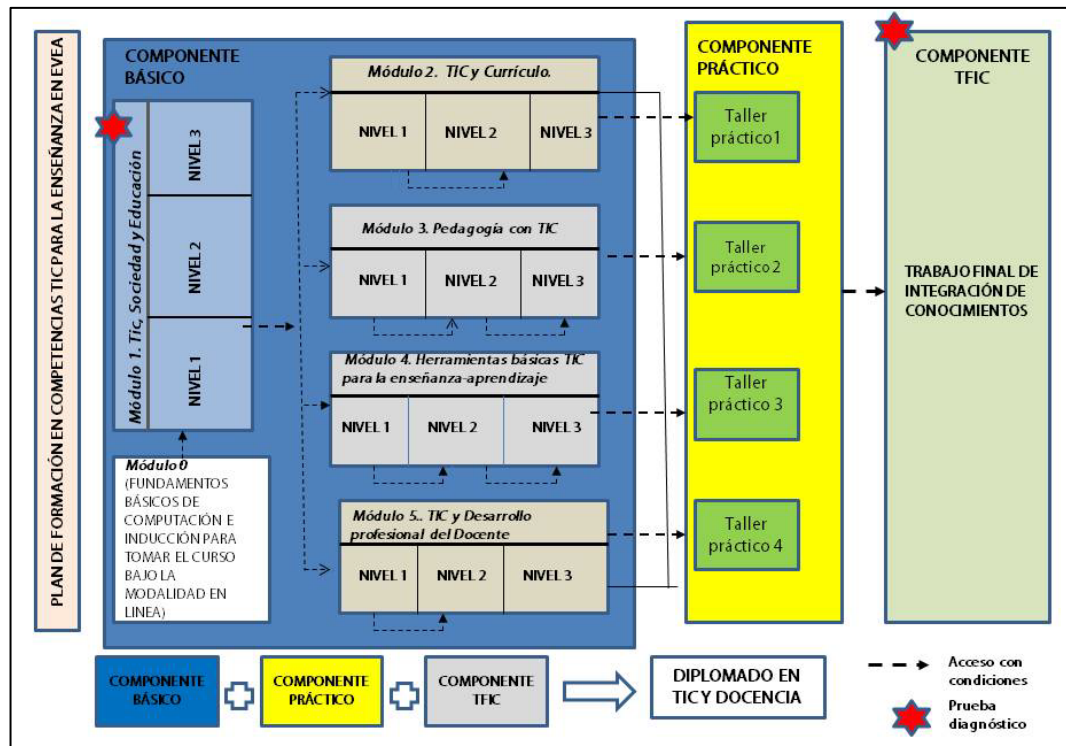 PLAN DE FORMACIÓN EN COMPETENCIAS TIC PARA LA ENSEÑANZA EN EVEA
COMPONENTE
BÁSICO
Módulo 1. Tic, Sociedad y Educación
NIVEL 3
NIVEL 2
NIVEL 1
Módulo 0
(FUNDAMENTOS
BÁSICOS DE
COMPUTACIÓN E
INDUCCIÓN PARA
TOMAR EL CURSO
BAJO LA
MODALIDAD EN
LINEA)
Módulo 2. TIC y Currículo.
NIVEL 1
NIVEL 2
NIVEL 3
Módulo 3. Pedagogía con TIC
NIVEL 1
NIVEL 2
NIVEL 3
Módulo 4. Herramientas básicas TIC
para la enseñanza-aprendizaje
NIVEL 1
NIVEL 2
NIVEL 3
Módulo 5.. TIC y Desarrollo
profesional del Docente
NIVEL 1
NIVEL 2
NIVEL 3
COMPONENTE
PRÁCTICO
Taller
práctico 1
Taller
práctico 2
Taller
práctico 3
Taller
práctico 4
COMPONENTE
TFIC
TRABAJO FINAL DE
INTEGRACIÓN DE
CONOCIMIENTOS
COMPONENTE
BÁSICO
COMPONENTE
PRÁCTICO
COMPONENTE
TFIC
DIPLOMADO EN
TIC Y DOCENCIA
Acceso con
condiciones
Prueba
diagnóstico